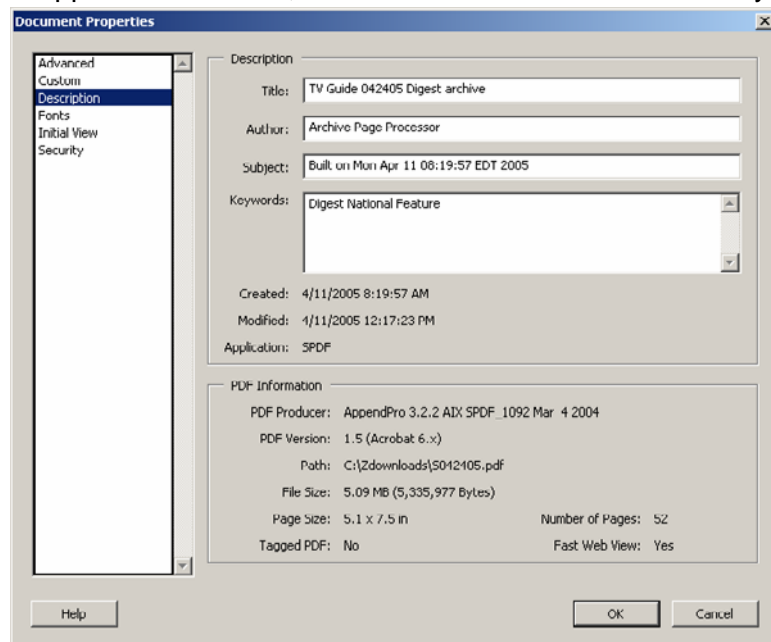 Document Properties
Advanced
Custom
Description
Fonts
Initial View
Security
Description
Title: TV Guide 042405 Digest archive
Author: Archive Page Processor
Subject: Built on Mon Apr 11 08:19:57 EDT 2005
Keywords: Digest National Feature
Created: 4/11/2005 8:19:57 AM
Modified: 4/11/2005 12:17:23 PM
Application: SPDF
PDF Information
PDF Producer: AppendPro 3.2.2 AIX SPDF_1092 Mar 4 2004
PDF Version: 1.5 (Acrobat 6.x)
Path: C:\Zdownloads\S042405.pdf
File Size: 5.09 MB (5,335,977 Bytes)
Page Size: 5.1 x 7.5 in Number of Pages: 52
Tagged PDF: No Fast Web View: Yes
Help OK Cancel